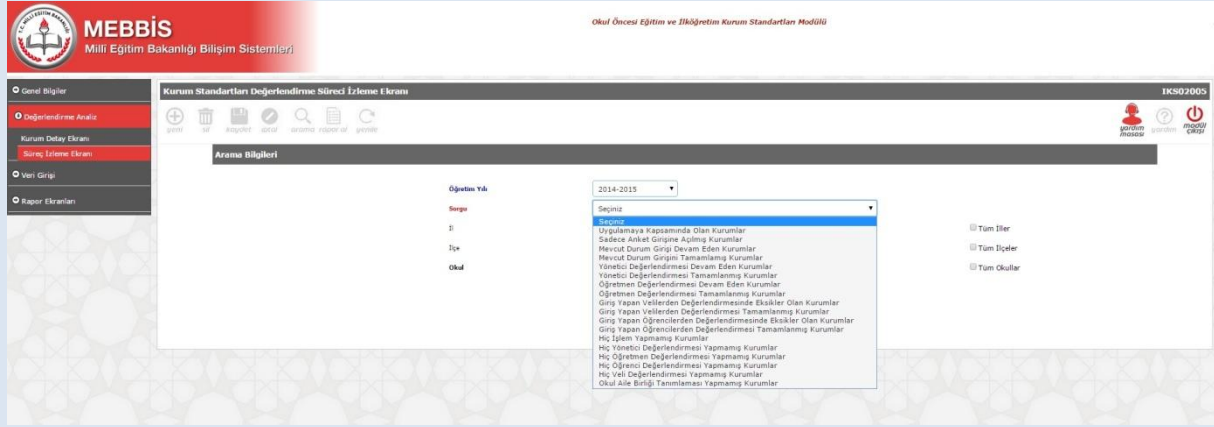 MEBBİS
Millî Eğitim Bakanlığı Bilişim Sistemleri
Okul Öncesi Eğitim ve İlköğretim Kurum Standartları Modülü
Genel Bilgiler
Değerlendirme Analiz
Kurum Detay Ekranı
Süreç İzleme Ekranı
Veri Girişi
Rapor Ekranları
Kurum Standartları Değerlendirme Süreci İzleme Ekranı
IKS02005
yeni sil kaydet iptal arama rapor al yenile
yardım masası yardım modül çıkışı
Arama Bilgileri
Öğretim Yılı 2014-2015
Sorgu Seçiniz
Seçiniz
Uygulamaya Kapsamında Olan Kurumlar
Sadece Anket Girişine Açılmış Kurumlar
Mevcut Durum Girişi Devam Eden Kurumlar
Mevcut Durum Girişini Tamamlamış Kurumlar
Yönetici Değerlendirmesi Devam Eden Kurumlar
Yönetici Değerlendirmesi Tamamlanmış Kurumlar
Öğretmen Değerlendirmesi Devam Eden Kurumlar
Öğretmen Değerlendirmesi Tamamlanmış Kurumlar
Giriş Yapan Velilerden Değerlendirmesinde Eksikler Olan Kurumlar
Giriş Yapan Velilerden Değerlendirmesi Tamamlanmış Kurumlar
Giriş Yapan Öğrencilerden Değerlendirmesinde Eksikler Olan Kurumlar
Giriş Yapan Öğrencilerden Değerlendirmesi Tamamlanmış Kurumlar
Hiç İşlem Yapmamış Kurumlar
Hiç Yönetici Değerlendirmesi Yapmamış Kurumlar
Hiç Öğretmen Değerlendirmesi Yapmamış Kurumlar
Hiç Öğrenci Değerlendirmesi Yapmamış Kurumlar
Hiç Veli Değerlendirmesi Yapmamış Kurumlar
Okul Aile Birliği Tanımlaması Yapmamış Kurumlar
İl Tüm İller
İlçe Tüm İlçeler
Okul Tüm Okullar